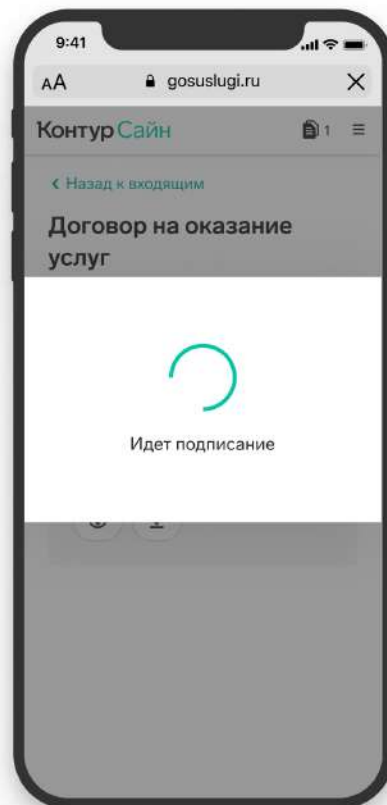 9:41
AA gosuslugi.ru
Контур Сайн 1
Назад к входящим
Договор на оказание
услуг
Идет подписание